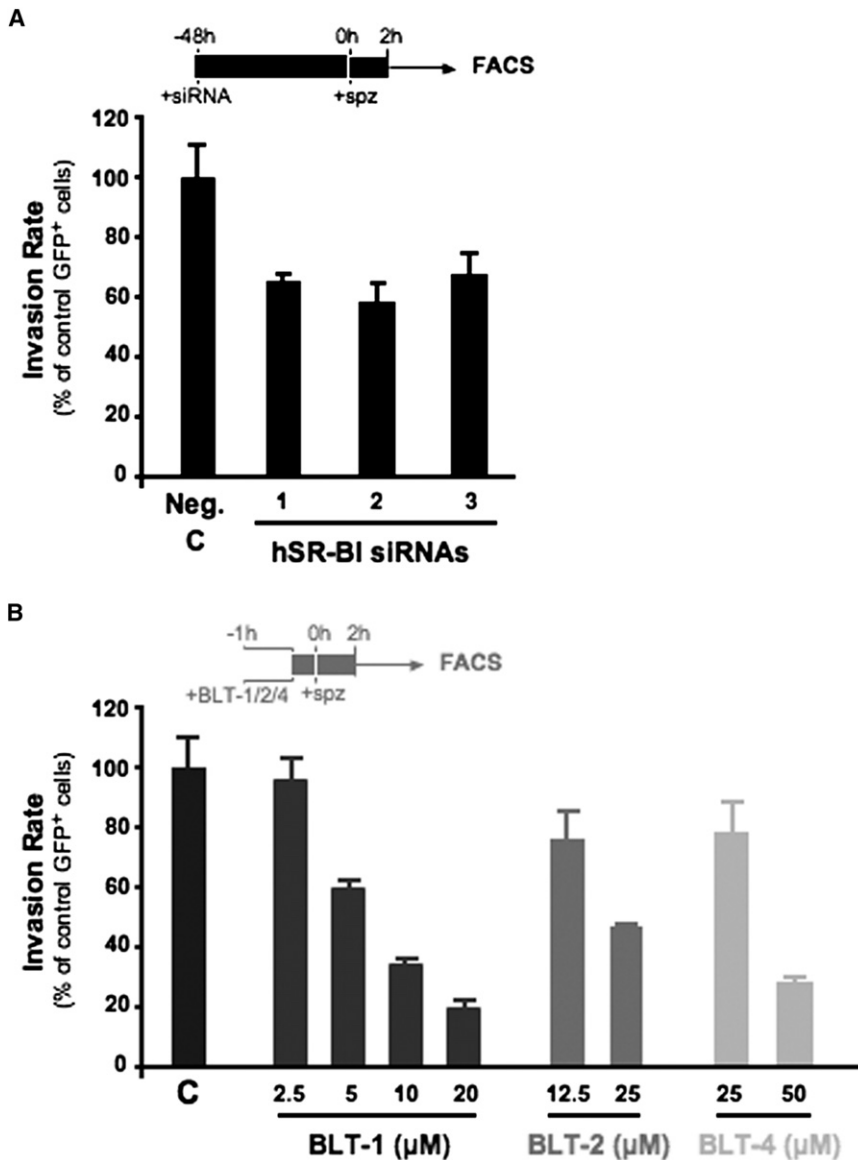 A
-48h 0h 2h
FACS
+siRNA +spz
Invasion Rate
(% of control GFP⁺ cells)
120
100
80
60
40
20
0
Neg.
C
1 2 3
hSR-BI siRNAs
B
-1h 0h 2h
FACS
+BLT-1/2/4 +spz
Invasion Rate
(% of control GFP⁺ cells)
120
100
80
60
40
20
0
C
2.5 5 10 20 12.5 25 25 50
BLT-1 (µM) BLT-2 (µM) BLT-4 (µM)